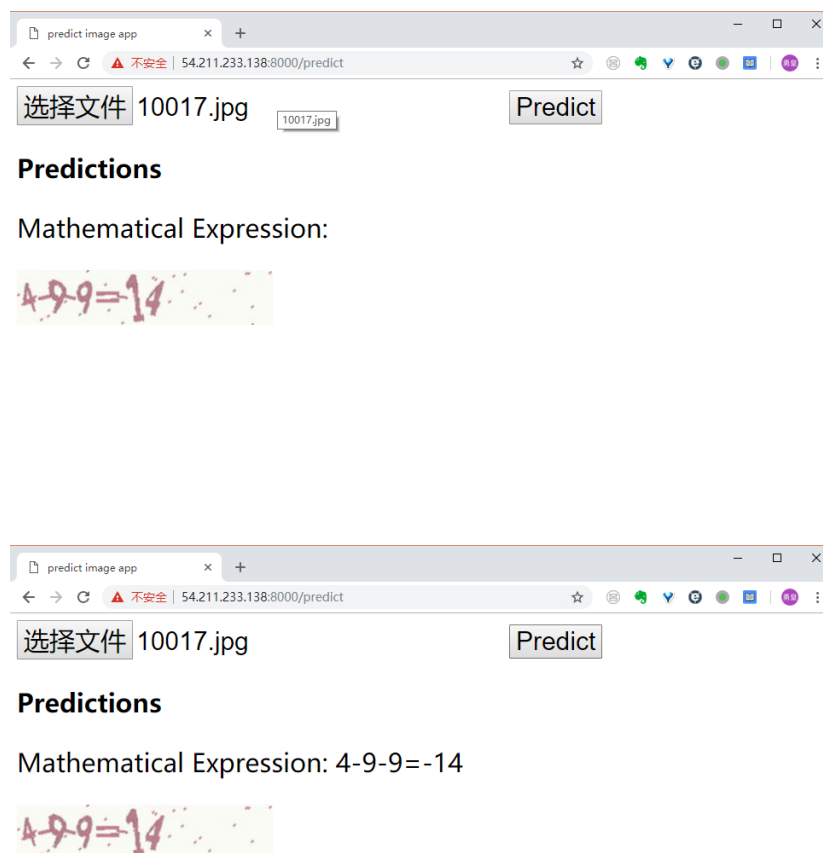 predict image app
不安全 | 54.211.233.138:8000/predict
选择文件 10017.jpg Predict
10017.jpg
Predictions
Mathematical Expression:
4-9-9=-14
predict image app
不安全 | 54.211.233.138:8000/predict
选择文件 10017.jpg Predict
Predictions
Mathematical Expression: 4-9-9=-14
4-9-9=-14